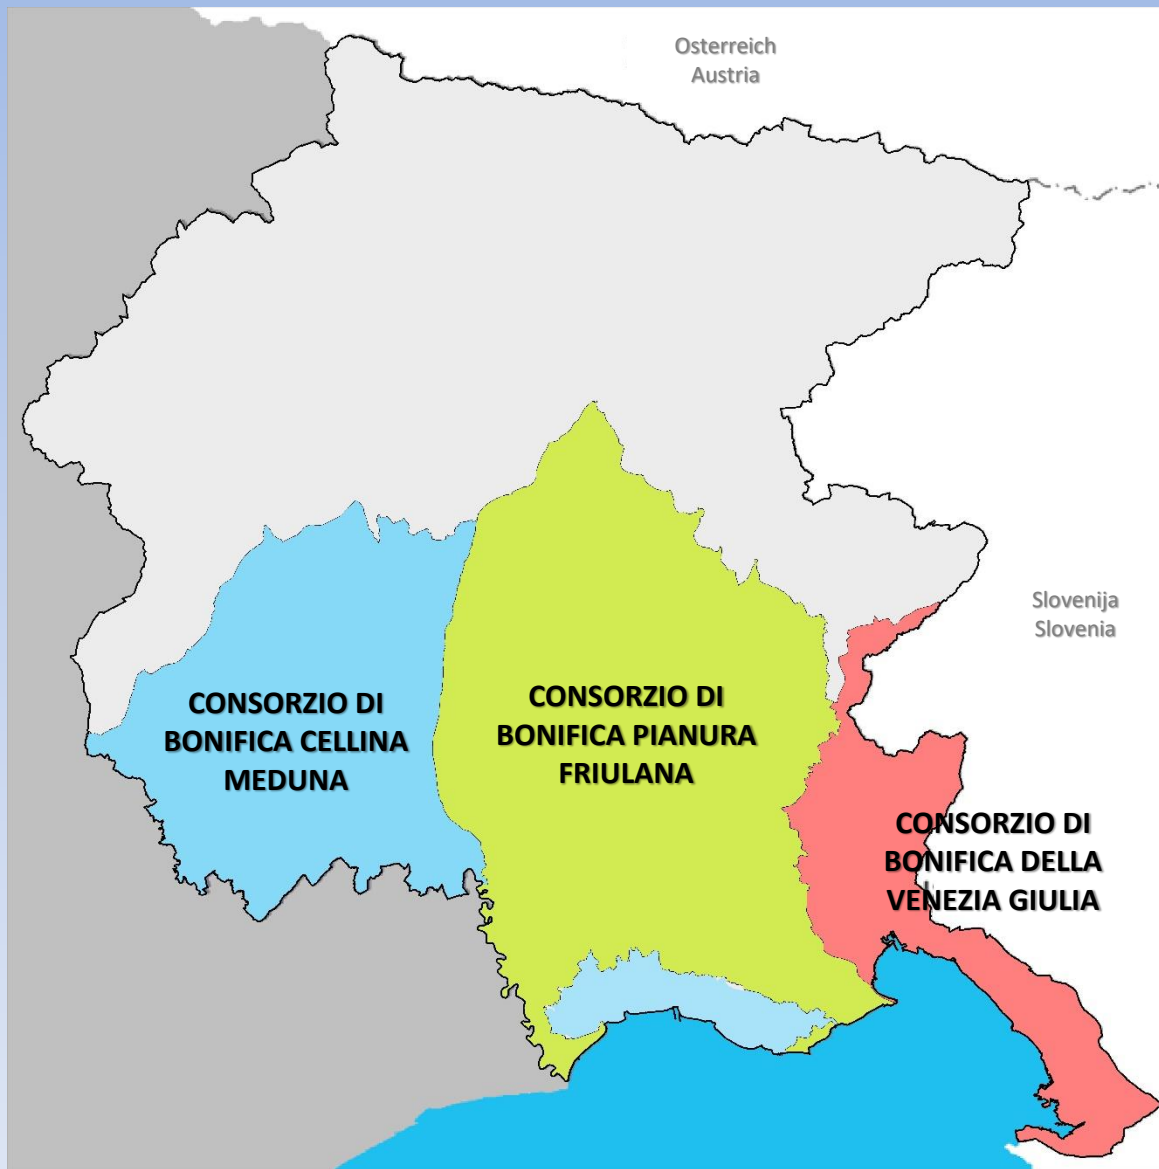 Osterreich
Austria
Slovenija
Slovenia
CONSORZIO DI
BONIFICA CELLINA
MEDUNA
CONSORZIO DI
BONIFICA PIANURA
FRIULANA
CONSORZIO DI
BONIFICA DELLA
VENEZIA GIULIA